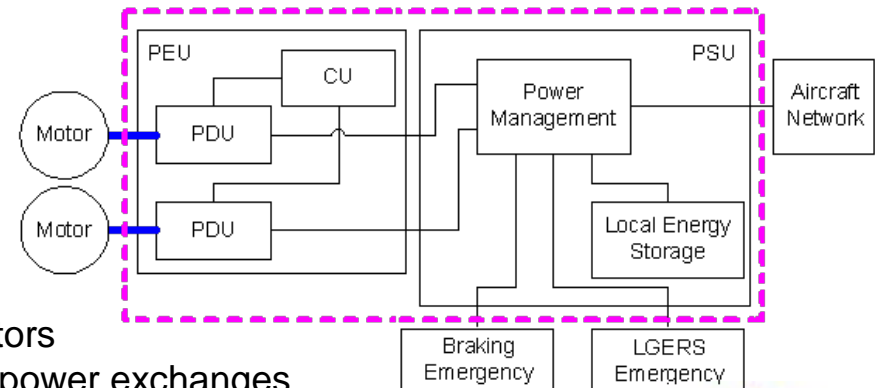 PEU
PSU
CU
Power
Management
Aircraft
Network
Motor
PDU
Motor
PDU
Local Energy
Storage
tors
power exchanges
Braking
Emergency
LGERS
Emergency